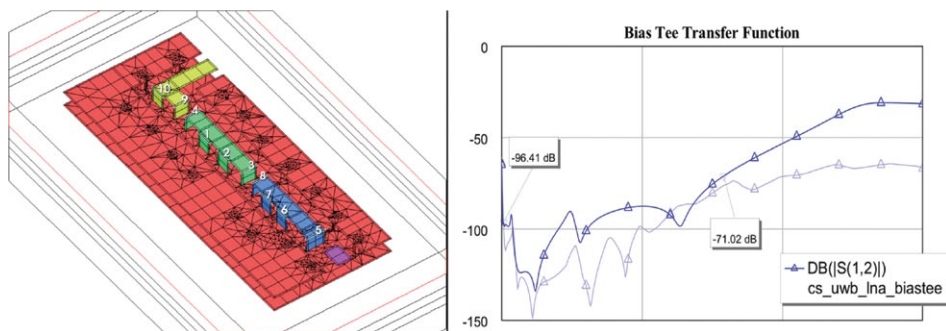 10
9
4
1
2
3
8
7
6
5
Bias Tee Transfer Function
0
-50
-100
-150
-96.41 dB
-71.02 dB
DB(|S(1,2)|)
cs_uwb_lna_biastee